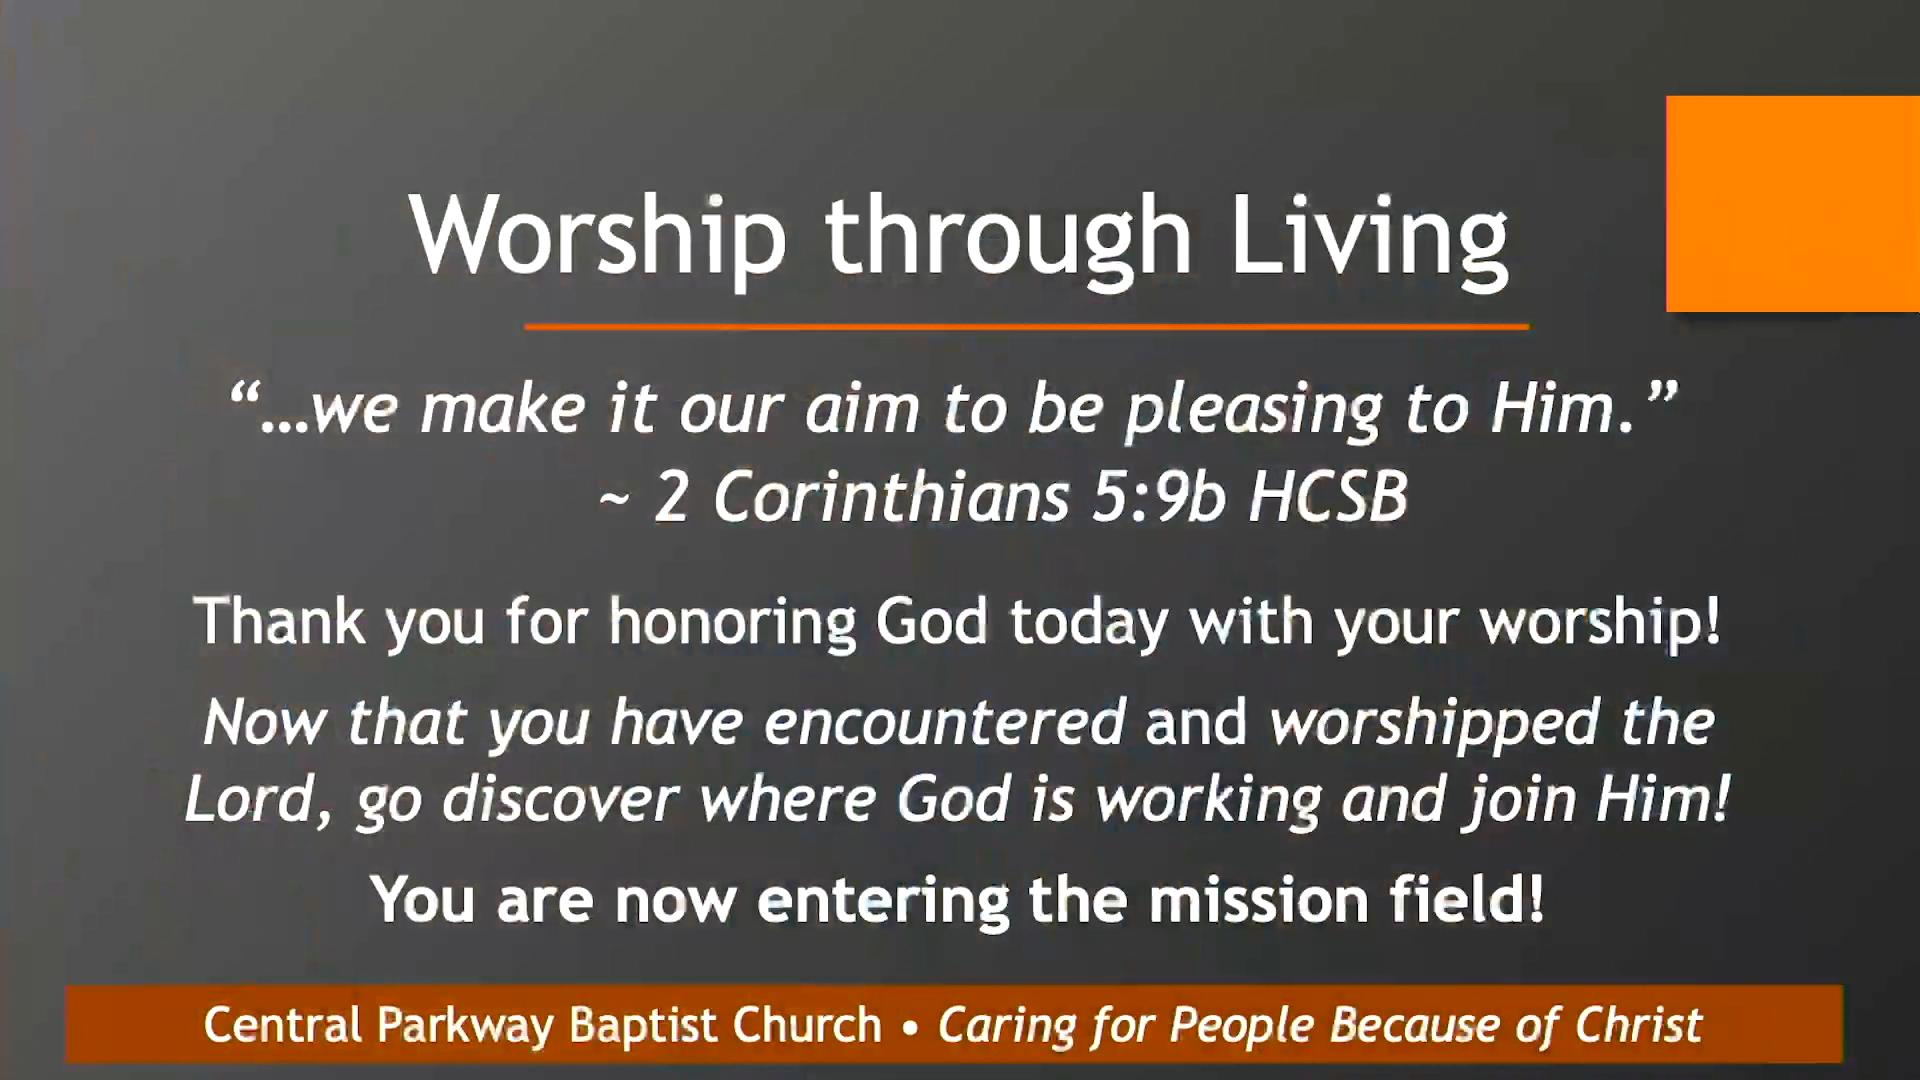 Worship through Living
“…we make it our aim to be pleasing to Him.”
~ 2 Corinthians 5:9b HCSB
Thank you for honoring God today with your worship!
Now that you have encountered and worshipped the
Lord, go discover where God is working and join Him!
You are now entering the mission field!
Central Parkway Baptist Church • Caring for People Because of Christ